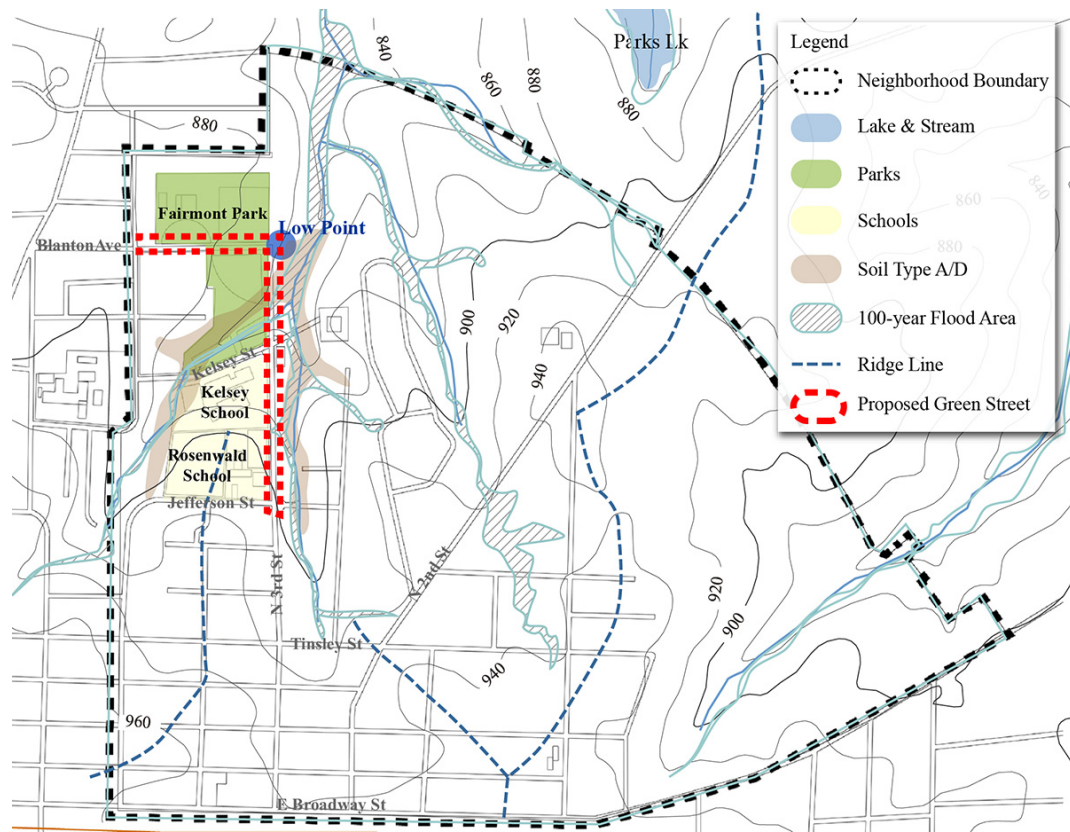 Parks Lk
840
860
880
880
880
Legend
Neighborhood Boundary
Lake & Stream
Parks
Schools
Soil Type A/D
100-year Flood Area
Ridge Line
Proposed Green Street
860
840
880
Fairmont Park
Low Point
Blanton Ave
900
920
940
Kelsey St
Kelsey
School
Rosenwald
School
Jefferson St
N 3rd St
N 2nd St
920
900
Tinsley St
940
960
E Broadway St